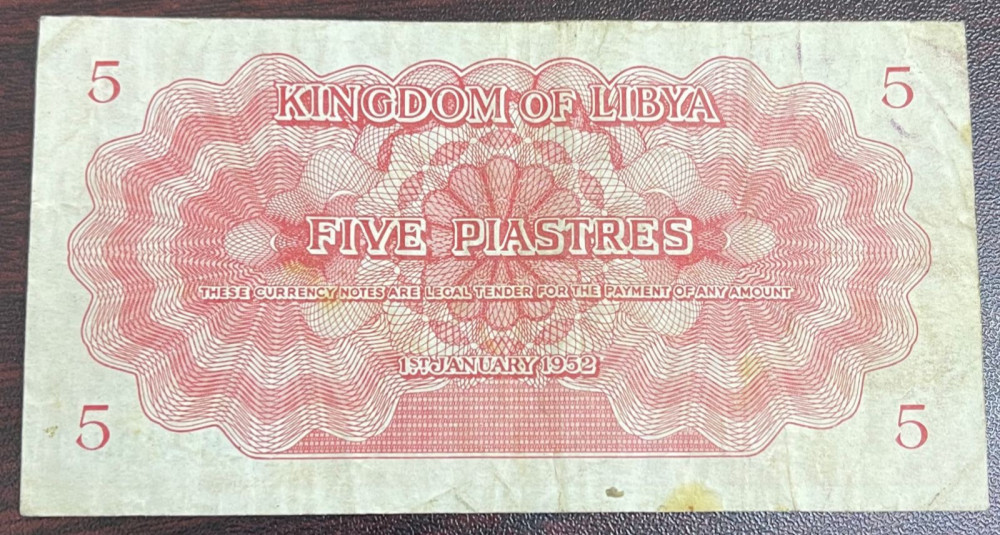 5 5
KINGDOM OF LIBYA
FIVE PIASTRES
THESE CURRENCY NOTES ARE LEGAL TENDER FOR THE PAYMENT OF ANY AMOUNT
1ST JANUARY 1952
5 5